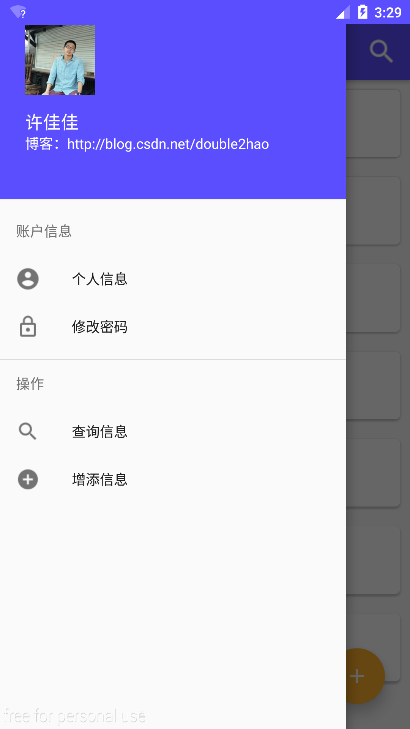 3:29
许佳佳
博客：http://blog.csdn.net/double2hao
账户信息
个人信息
修改密码
操作
查询信息
增添信息
free for personal use